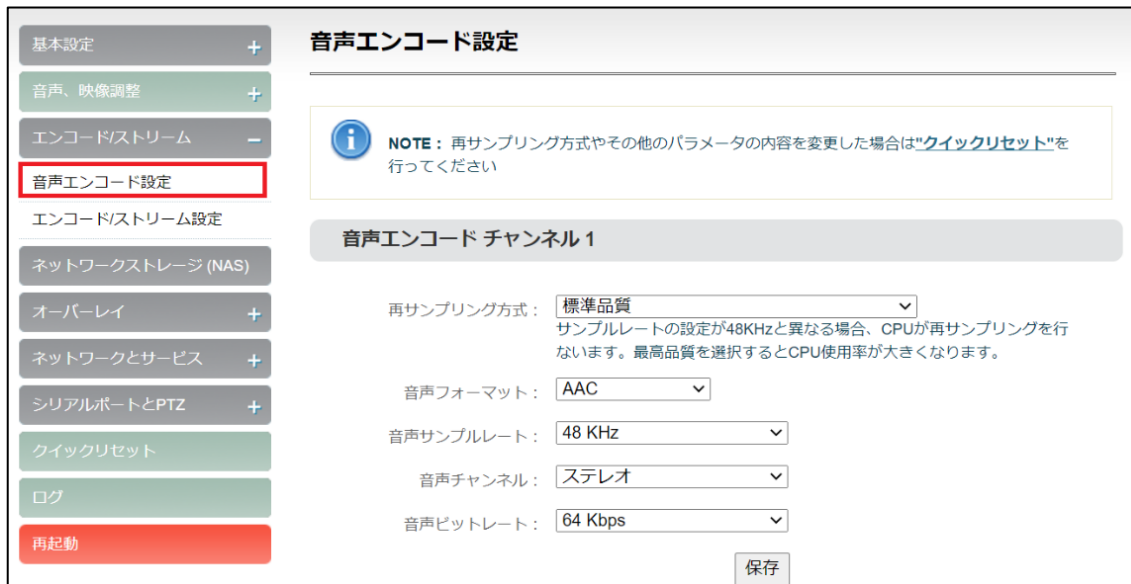 基本設定 +
音声、映像調整 +
エンコード/ストリーム −
音声エンコード設定
エンコード/ストリーム設定
ネットワークストレージ (NAS)
オーバーレイ +
ネットワークとサービス +
シリアルポートとPTZ +
クイックリセット
ログ
再起動
音声エンコード設定
NOTE： 再サンプリング方式やその他のパラメータの内容を変更した場合は"クイックリセット"を
行ってください
音声エンコード チャンネル 1
再サンプリング方式： 標準品質
サンプルレートの設定が48KHzと異なる場合、CPUが再サンプリングを行
ないます。最高品質を選択するとCPU使用率が大きくなります。
音声フォーマット： AAC
音声サンプルレート： 48 KHz
音声チャンネル： ステレオ
音声ビットレート： 64 Kbps
保存